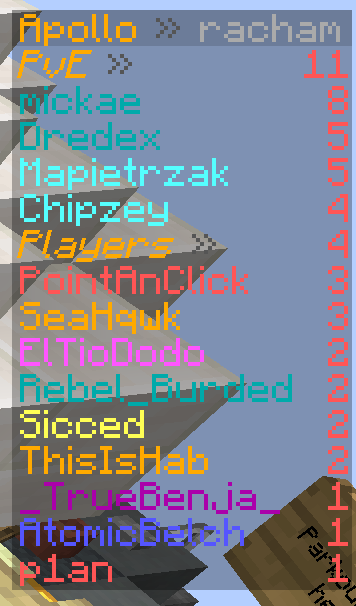 Apollo » racham
PvE » 11
mickae 8
Dredex 5
Mapietrzak 5
Chipzey 4
Players » 4
PointAnClick 3
SeaHqwk 3
ElTioDodo 2
Rebel_Burded 2
Sicced 2
ThisIsHab 2
_TrueBenja_ 1
AtomicBelch 1
p1an 1